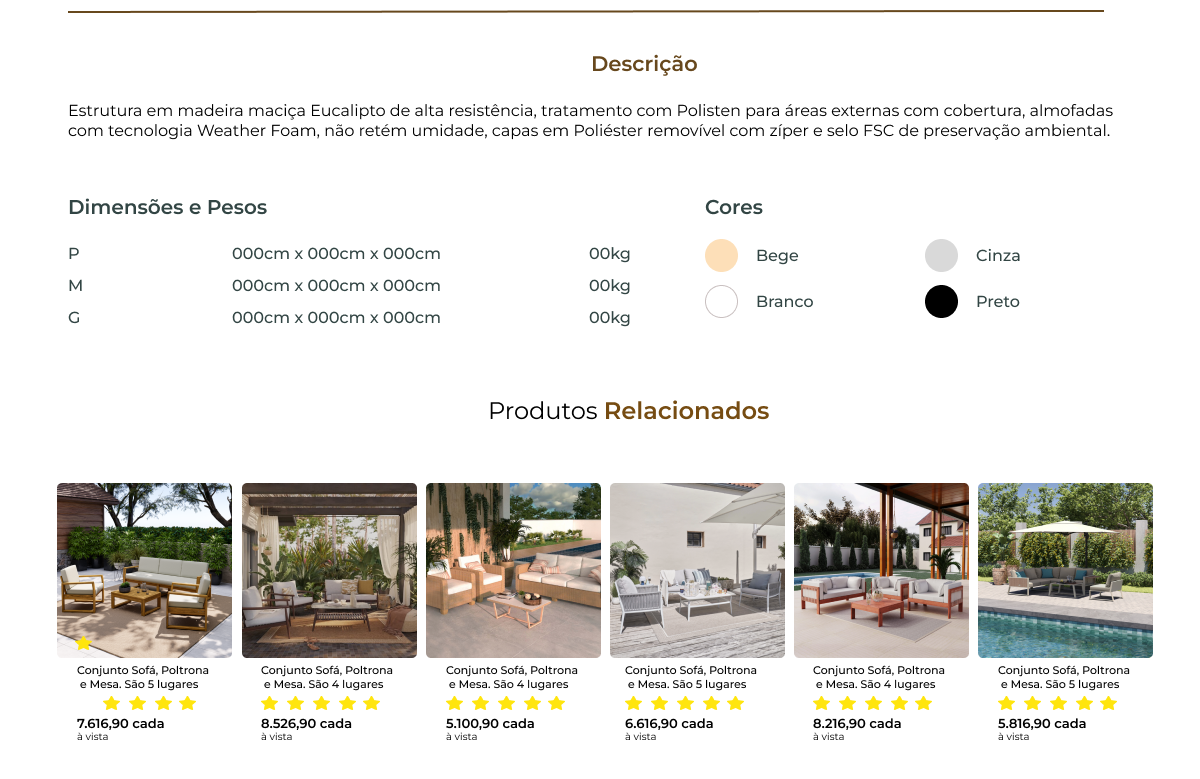 Descrição
Estrutura em madeira maciça Eucalipto de alta resistência, tratamento com Polisten para áreas externas com cobertura, almofadas
com tecnologia Weather Foam, não retém umidade, capas em Poliéster removível com zíper e selo FSC de preservação ambiental.
Dimensões e Pesos
P 000cm x 000cm x 000cm 00kg
M 000cm x 000cm x 000cm 00kg
G 000cm x 000cm x 000cm 00kg
Cores
Bege Cinza
Branco Preto
Produtos Relacionados
Conjunto Sofá, Poltrona
e Mesa. São 5 lugares
7.616,90 cada
à vista
Conjunto Sofá, Poltrona
e Mesa. São 4 lugares
8.526,90 cada
à vista
Conjunto Sofá, Poltrona
e Mesa. São 4 lugares
5.100,90 cada
à vista
Conjunto Sofá, Poltrona
e Mesa. São 5 lugares
6.616,90 cada
à vista
Conjunto Sofá, Poltrona
e Mesa. São 4 lugares
8.216,90 cada
à vista
Conjunto Sofá, Poltrona
e Mesa. São 5 lugares
5.816,90 cada
à vista